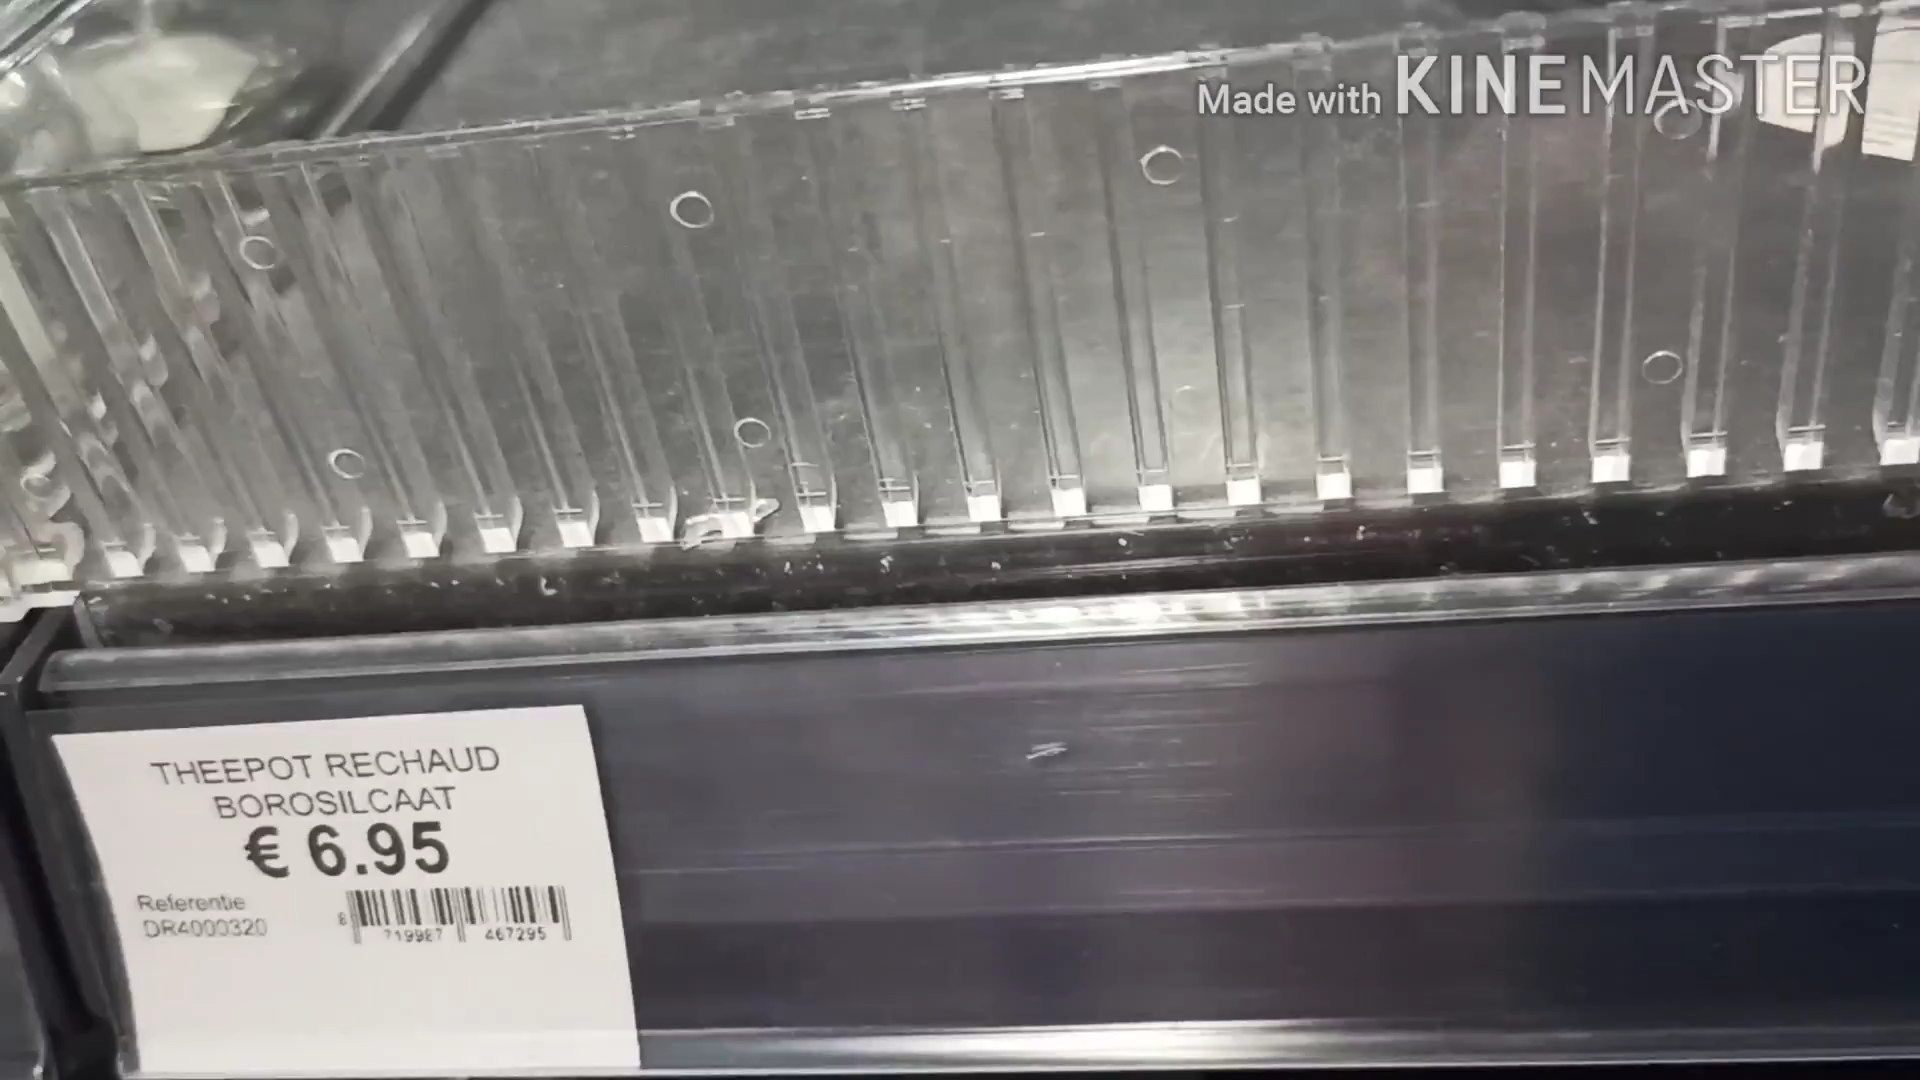 Made with KINEMASTER
THEEPOT RECHAUD
BOROSILCAAT
€ 6.95
Referentie
DR4000320
8 719987 467295